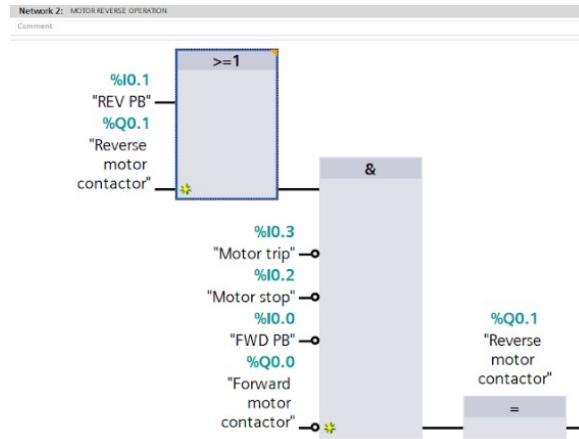 Network 2: MOTOR REVERSE OPERATION
Comment
>=1
%I0.1
"REV PB"
%Q0.1
"Reverse
motor
contactor"
&
%I0.3
"Motor trip"
%I0.2
"Motor stop"
%I0.0
"FWD PB"
%Q0.0
"Forward
motor
contactor"
%Q0.1
"Reverse
motor
contactor"
=